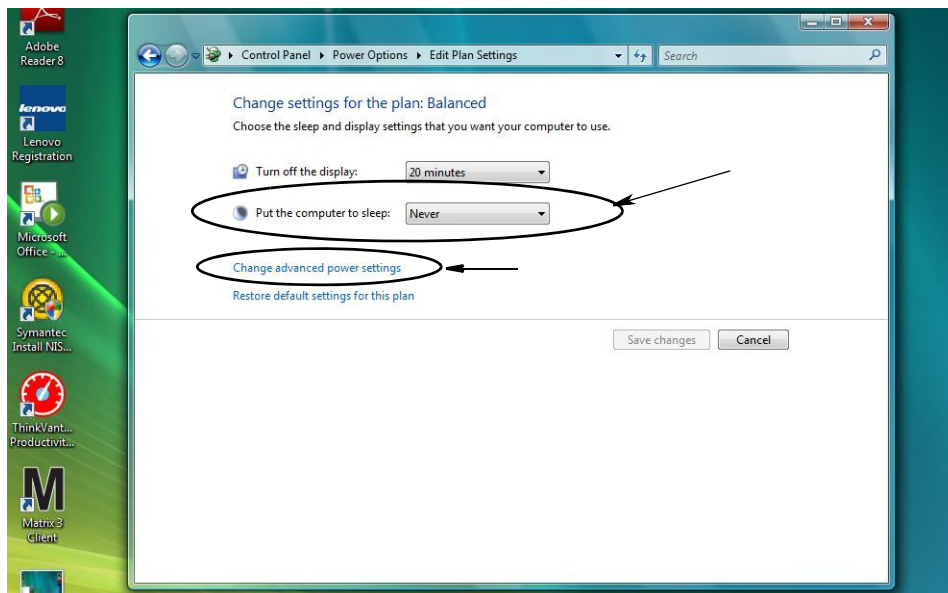 Adobe
Reader 8
lenovo
Lenovo
Registration
Microsoft
Office - ...
Symantec
Install NIS...
ThinkVant...
Productivit...
M
Matrix 3
Client
Control Panel Power Options Edit Plan Settings
Search
Change settings for the plan: Balanced
Choose the sleep and display settings that you want your computer to use.
Turn off the display: 20 minutes
Put the computer to sleep: Never
Change advanced power settings
Restore default settings for this plan
Save changes Cancel